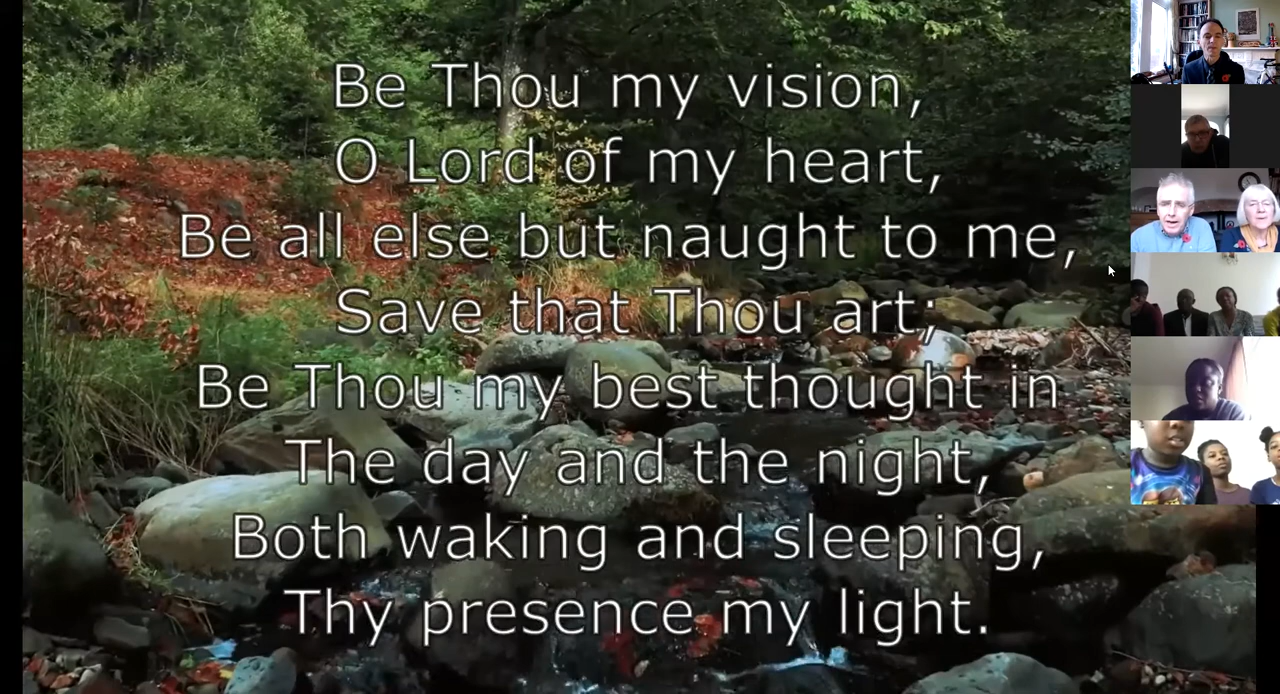 Be Thou my vision,
O Lord of my heart,
Be all else but naught to me,
Save that Thou art;
Be Thou my best thought in
The day and the night,
Both waking and sleeping,
Thy presence my light.